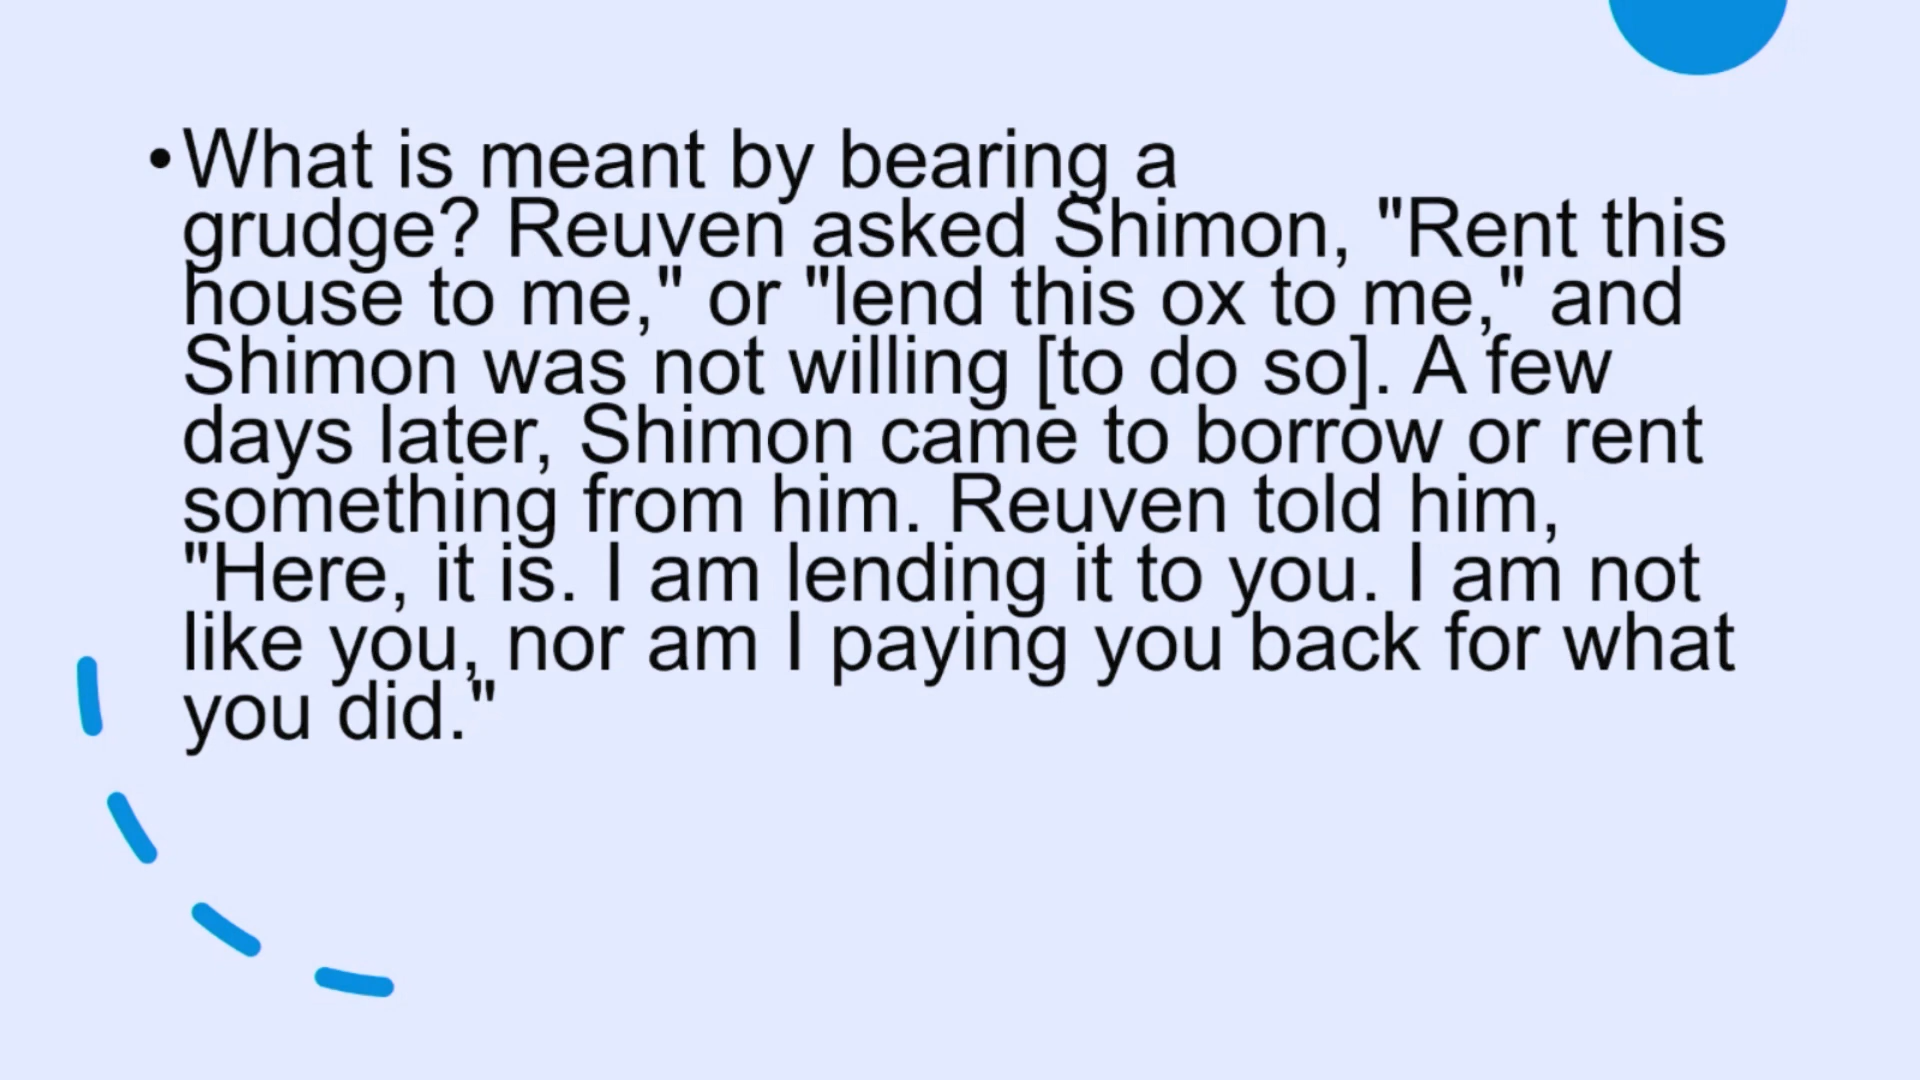 •What is meant by bearing a
grudge? Reuven asked Shimon, "Rent this
house to me," or "lend this ox to me," and
Shimon was not willing [to do so]. A few
days later, Shimon came to borrow or rent
something from him. Reuven told him,
"Here, it is. I am lending it to you. I am not
like you, nor am I paying you back for what
you did."